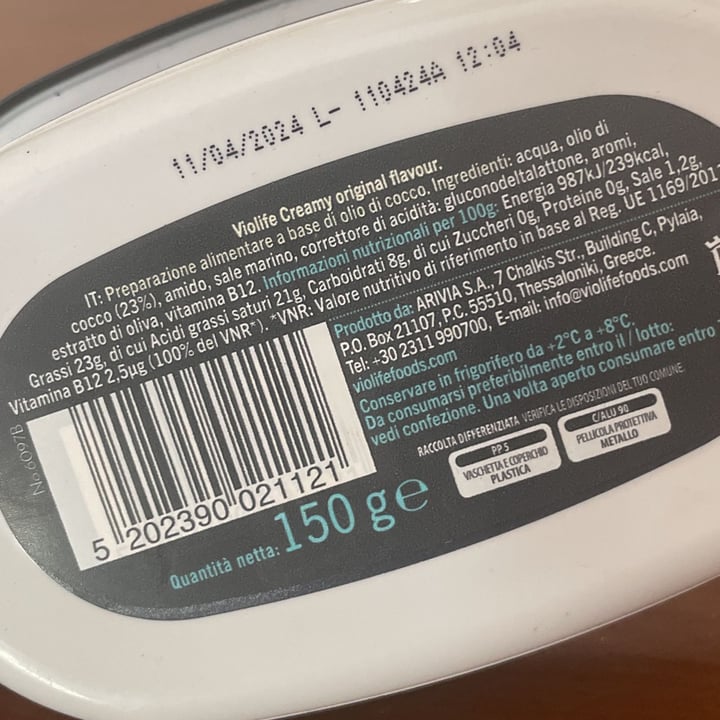 11/04/2024 L- 110424A 12:04
Violife Creamy original flavour.
IT: Preparazione alimentare a base di olio di cocco. Ingredienti: acqua, olio di
cocco (23%), amido, sale marino, correttore di acidità: gluconodeltalattone, aromi,
estratto di oliva, vitamina B12. Informazioni nutrizionali per 100g: Energia 987kJ/239kcal,
Grassi 23g, di cui Acidi grassi saturi 21g, Carboidrati 8g, di cui Zuccheri 0g, Proteine 0g, Sale 1,2g,
Vitamina B12 2,5µg (100% del VNR*). *VNR: Valore nutritivo di riferimento in base al Reg. UE 1169/201
Prodotto da: ARIVIA S.A., 7 Chalkis Str., Building C, Pylaia,
P.O. Box 21107, P.C. 55510, Thessaloniki, Greece.
Tel: +30 2311 990700, E-mail: info@violifefoods.com
violifefoods.com
Conservare in frigorifero da +2°C a +8°C.
Da consumarsi preferibilmente entro il / lotto:
vedi confezione. Una volta aperto consumare entro
RACCOLTA DIFFERENZIATA VERIFICA LE DISPOSIZIONI DEL TUO COMUNE
PP 5
VASCHETTA E COPERCHIO
PLASTICA
C/ALU 90
PELLICOLA PROTETTIVA
METALLO
No 6097B
5 202390 021121
Quantità netta: 150 g e